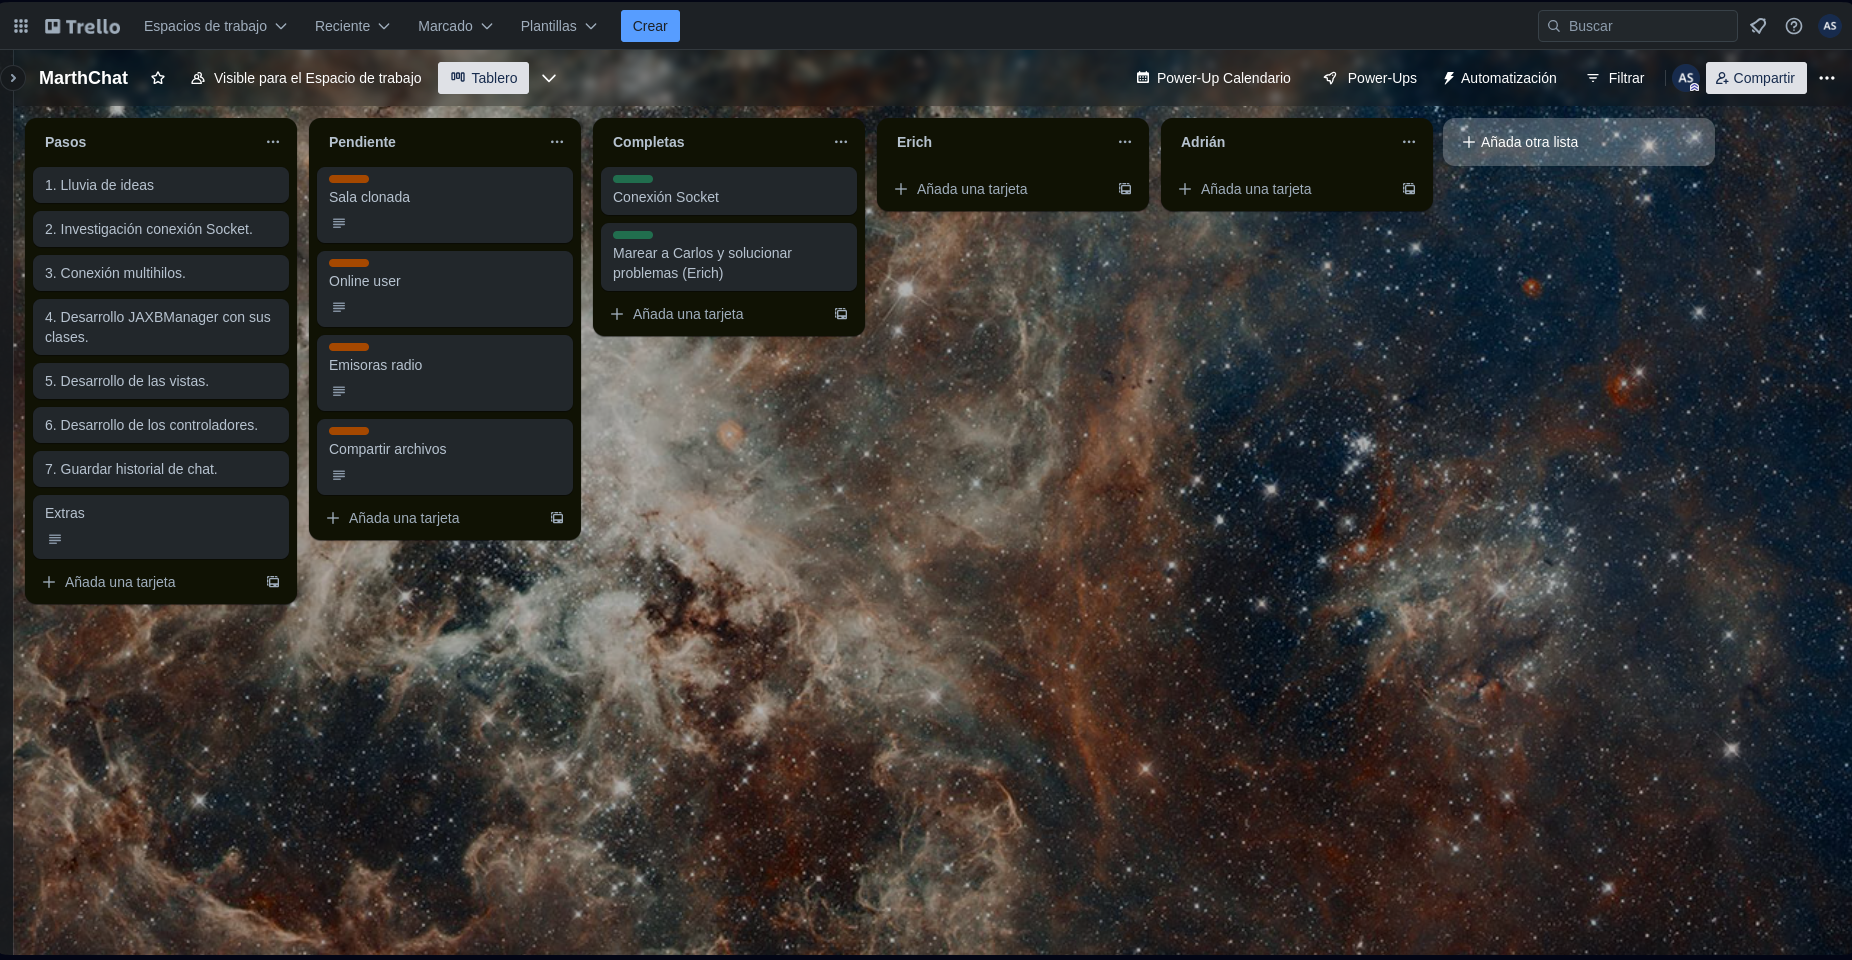 Trello
Espacios de trabajo
Reciente
Marcado
Plantillas
Crear
Buscar
AS
MarthChat
Visible para el Espacio de trabajo
Tablero
Power-Up Calendario
Power-Ups
Automatización
Filtrar
AS
Compartir
Pasos
1. Lluvia de ideas
2. Investigación conexión Socket.
3. Conexión multihilos.
4. Desarrollo JAXBManager con sus
clases.
5. Desarrollo de las vistas.
6. Desarrollo de los controladores.
7. Guardar historial de chat.
Extras
Añada una tarjeta
Pendiente
Sala clonada
Online user
Emisoras radio
Compartir archivos
Añada una tarjeta
Completas
Conexión Socket
Marear a Carlos y solucionar
problemas (Erich)
Añada una tarjeta
Erich
Añada una tarjeta
Adrián
Añada una tarjeta
Añada otra lista